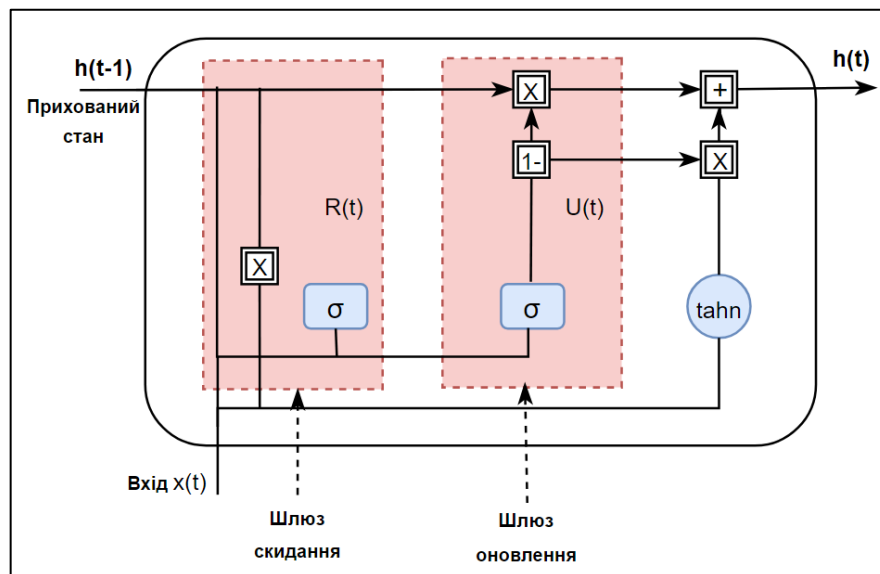 h(t-1)
h(t)
Прихований
стан
X
+
1-
X
R(t)
U(t)
X
σ
σ
tahn
Вхід x(t)
Шлюз
скидання
Шлюз
оновлення